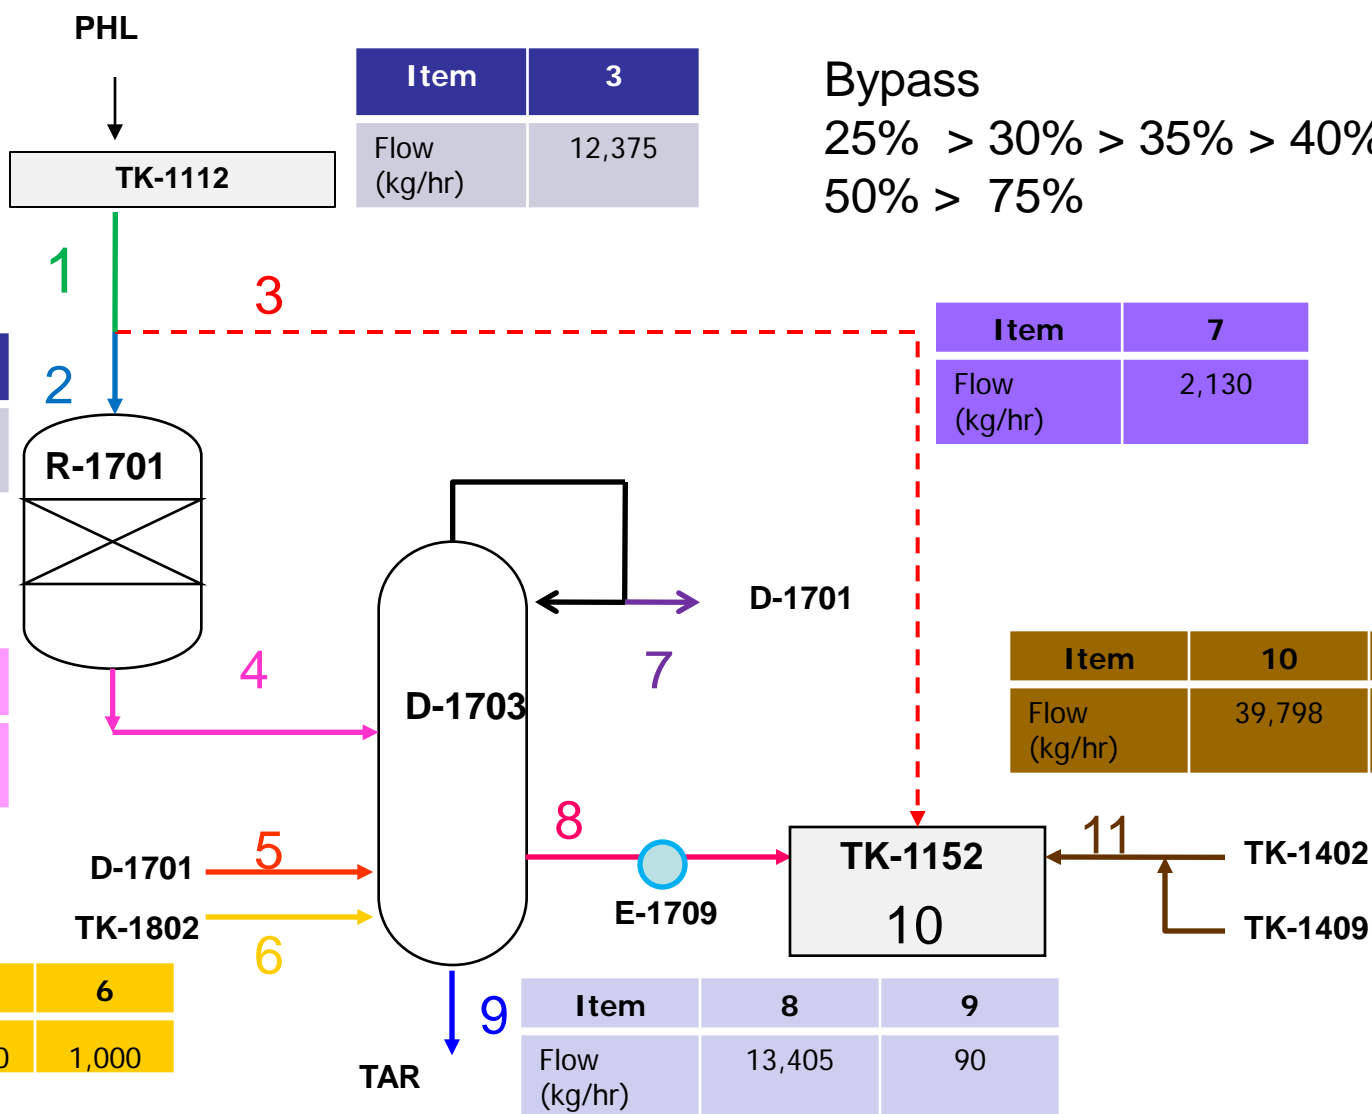 PHL
Item 3
Flow (kg/hr) 12,375
Bypass
25% > 30% > 35% > 40%
50% > 75%
TK-1112
1
3
2
Item 7
Flow (kg/hr) 2,130
R-1701
D-1701
4
7
D-1703
Item 10
Flow (kg/hr) 39,798
8
11
5
D-1701
TK-1152
TK-1402
E-1709
10
TK-1802
TK-1409
6
6
0 1,000
9
Item 8 9
Flow (kg/hr) 13,405 90
TAR